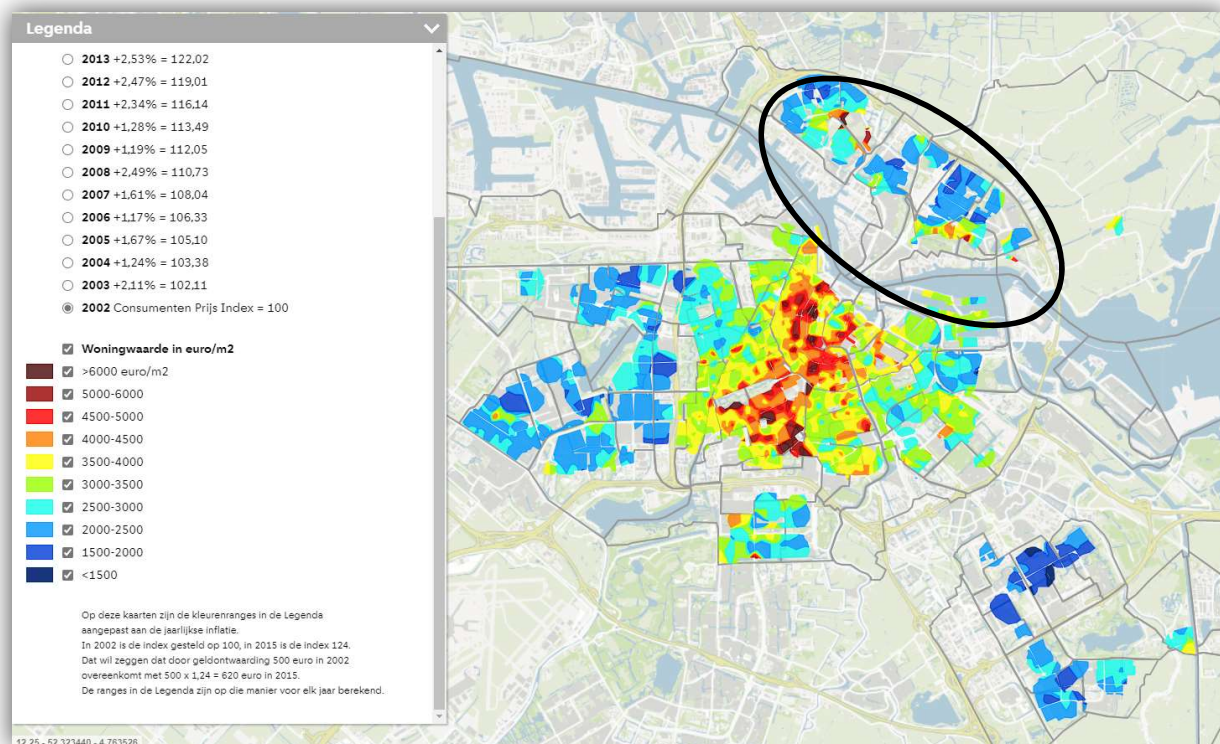 Legenda
2013 +2,53% = 122,02
2012 +2,47% = 119,01
2011 +2,34% = 116,14
2010 +1,28% = 113,49
2009 +1,19% = 112,05
2008 +2,49% = 110,73
2007 +1,61% = 108,04
2006 +1,17% = 106,33
2005 +1,67% = 105,10
2004 +1,24% = 103,38
2003 +2,11% = 102,11
2002 Consumenten Prijs Index = 100
Woningwaarde in euro/m2
>6000 euro/m2
5000-6000
4500-5000
4000-4500
3500-4000
3000-3500
2500-3000
2000-2500
1500-2000
<1500
Op deze kaarten zijn de kleurenranges in de Legenda
aangepast aan de jaarlijkse inflatie.
In 2002 is de index gesteld op 100, in 2015 is de index 124.
Dat wil zeggen dat door geldontwaarding 500 euro in 2002
overeenkomt met 500 x 1,24 = 620 euro in 2015.
De ranges in de Legenda zijn op die manier voor elk jaar berekend.
12.25 - 52.323440 - 4.763526